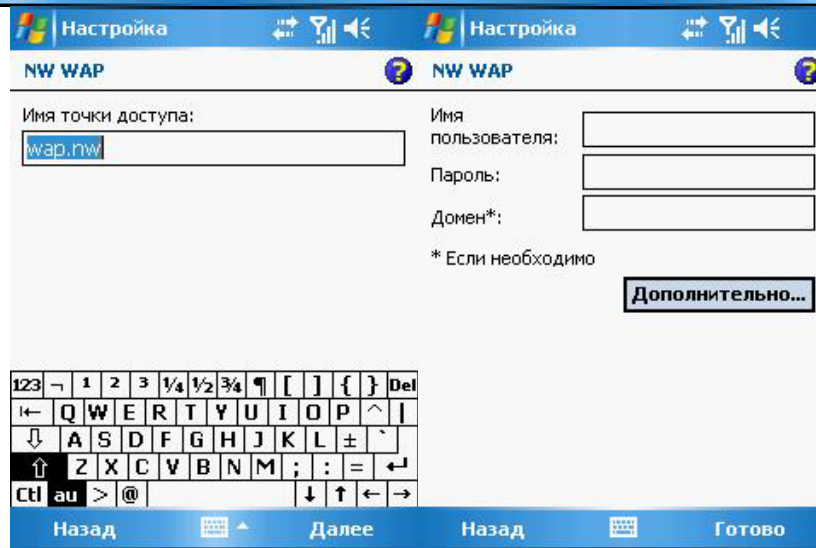 Настройка
NW WAP
Имя точки доступа:
wap.nw
123 ¬ 1 2 3 ¼ ½ ¾ ¶ [ ] { } Del
Q W E R T Y U I O P ^ |
A S D F G H J K L ± `
Z X C V B N M ; : =
Ctl au > @ ↓ ↑ ← →
Назад Далее
Настройка
NW WAP
Имя
пользователя:
Пароль:
Домен*:
* Если необходимо
Дополнительно...
Назад Готово